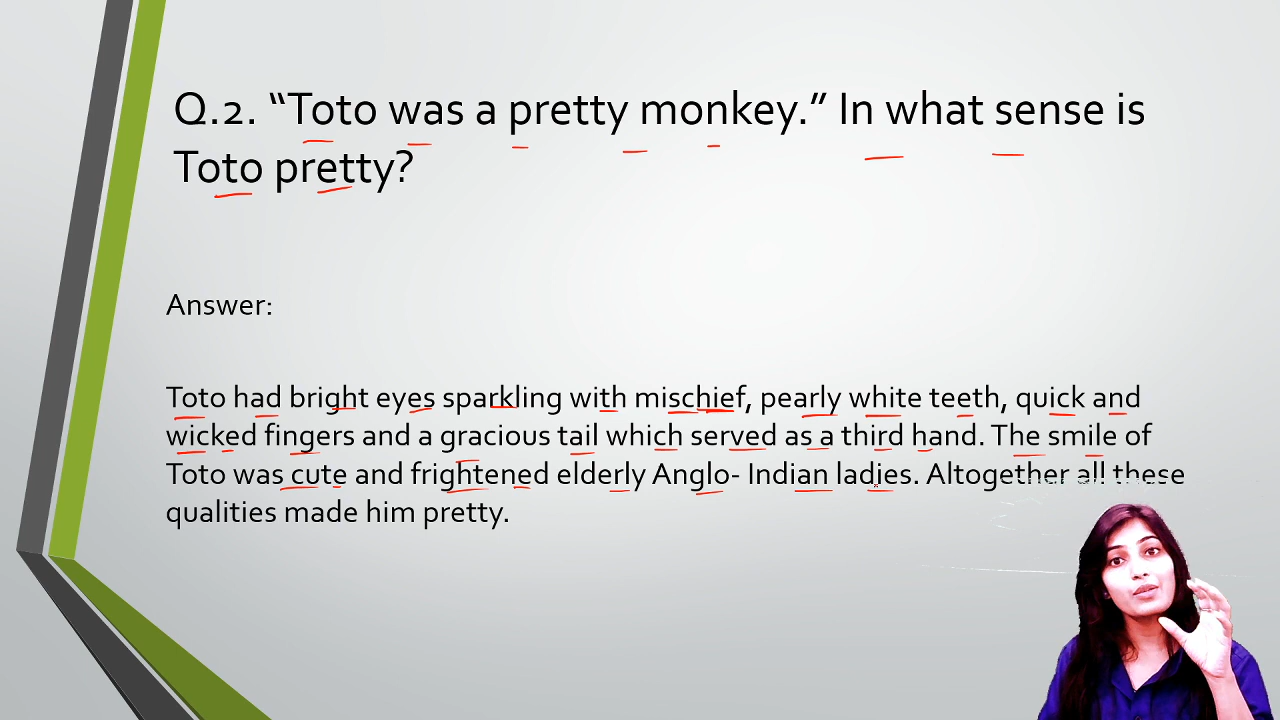 Q.2. “Toto was a pretty monkey.” In what sense is
Toto pretty?
Answer:
Toto had bright eyes sparkling with mischief, pearly white teeth, quick and
wicked fingers and a gracious tail which served as a third hand. The smile of
Toto was cute and frightened elderly Anglo- Indian ladies. Altogether all these
qualities made him pretty.